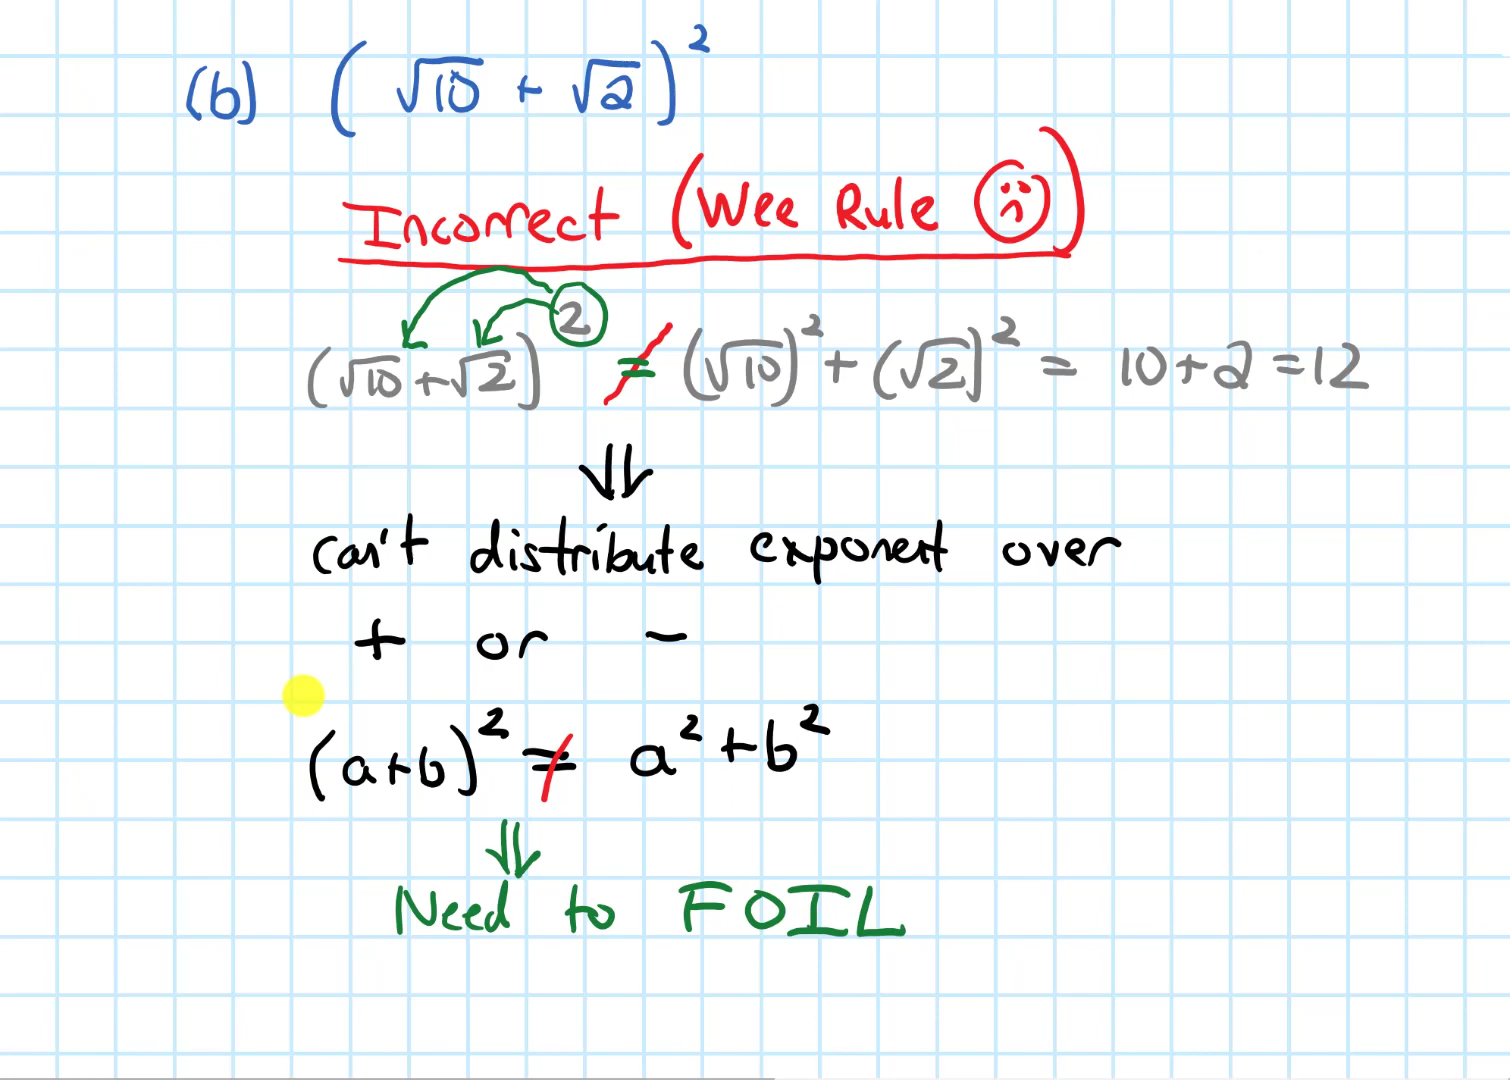 (b) (√10 + √2)²
Incorrect (Wee Rule ☹)
(√10 + √2)² ≠ (√10)² + (√2)² = 10 + 2 = 12
⇓
can't distribute exponent over
+ or -
(a+b)² ≠ a² + b²
⇓
Need to FOIL